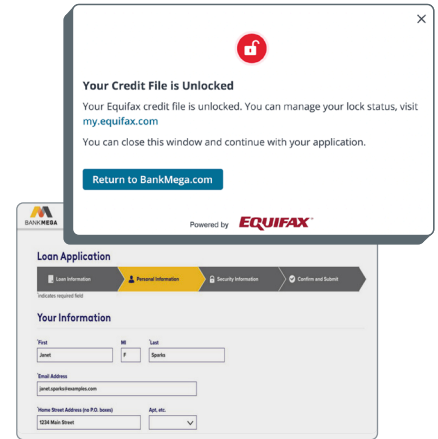 Your Credit File is Unlocked
Your Equifax credit file is unlocked. You can manage your lock status, visit
my.equifax.com
You can close this window and continue with your application.
Return to BankMega.com
Powered by EQUIFAX
BANKMEGA
Loan Application
Loan Information
Personal Information
Security Information
Confirm and Submit
*indicates required field
Your Information
*First MI *Last
Janet F Sparks
*Email Address
janet.sparks@examples.com
*Home Street Address (no P.O. boxes) Apt, etc.
1234 Main Street